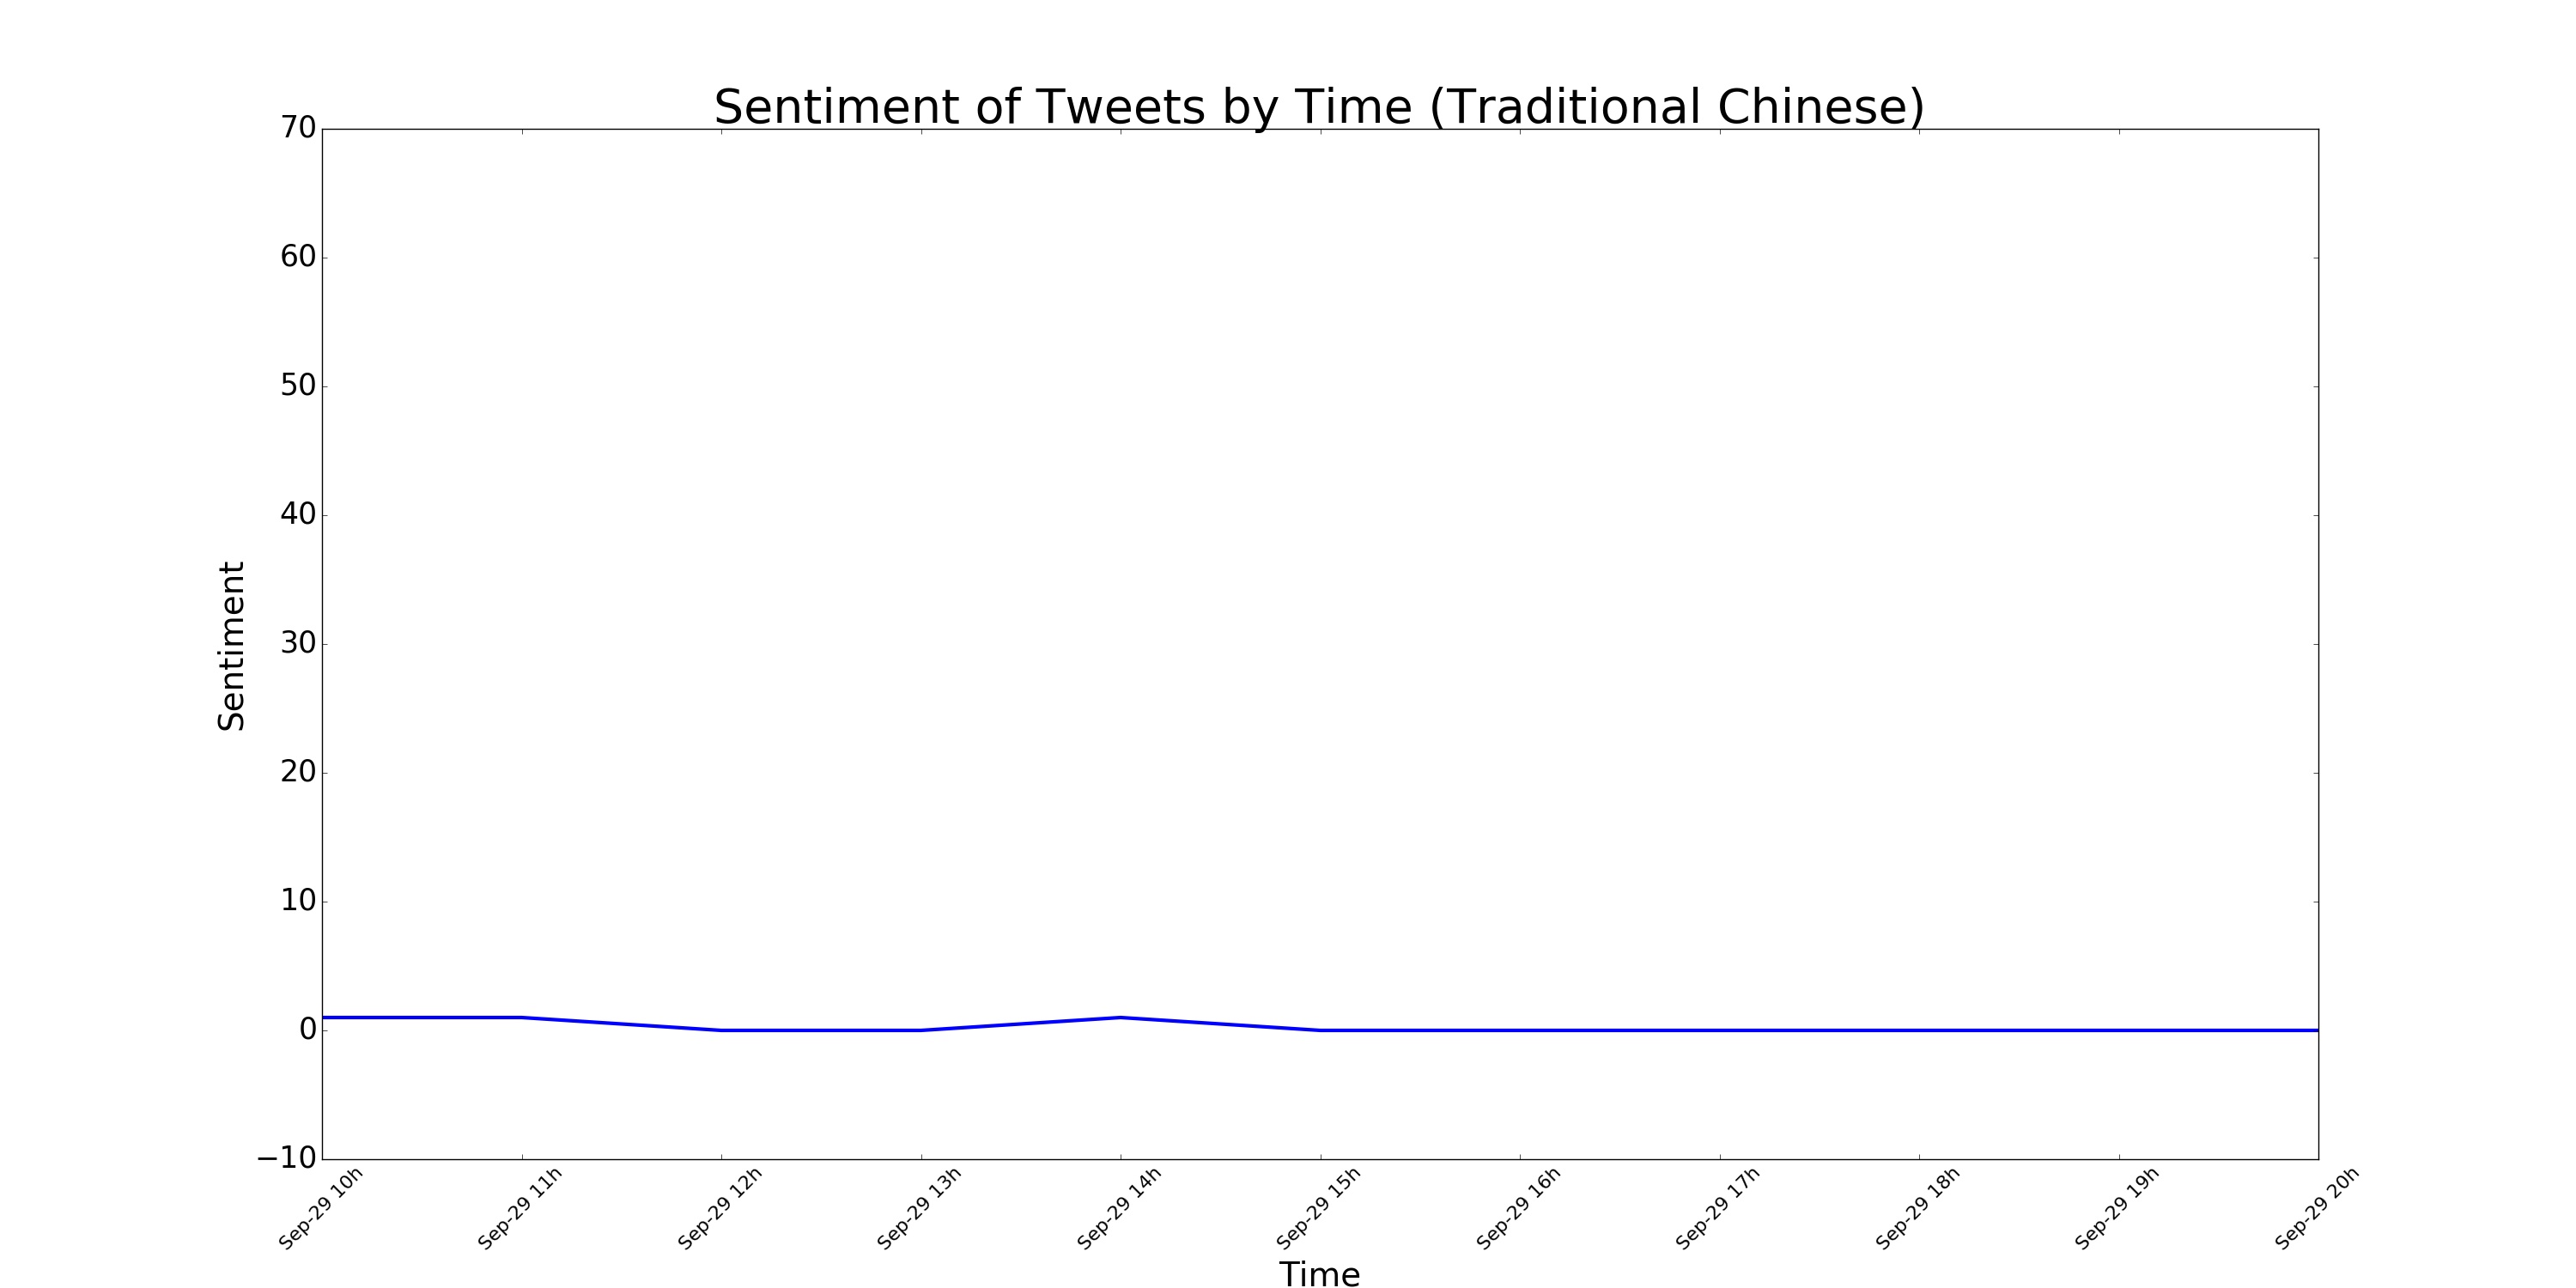 Sentiment of Tweets by Time (Traditional Chinese)
70
60
50
40
30
20
10
0
−10
Sentiment
Sep-29 10h
Sep-29 11h
Sep-29 12h
Sep-29 13h
Sep-29 14h
Sep-29 15h
Sep-29 16h
Sep-29 17h
Sep-29 18h
Sep-29 19h
Sep-29 20h
Time